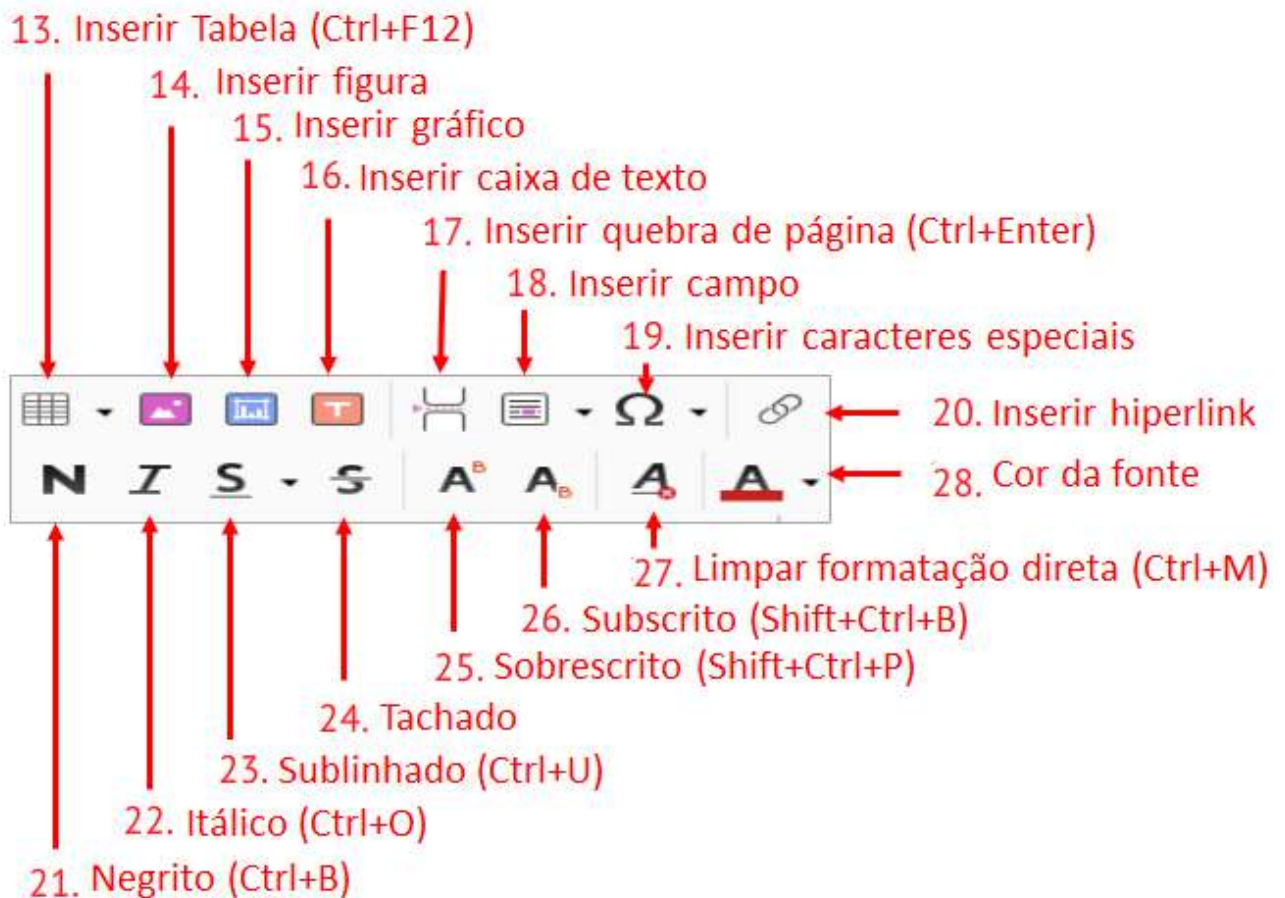 13. Inserir Tabela (Ctrl+F12)
14. Inserir figura
15. Inserir gráfico
16. Inserir caixa de texto
17. Inserir quebra de página (Ctrl+Enter)
18. Inserir campo
19. Inserir caracteres especiais
Ω
20. Inserir hiperlink
N I S S A B A B A A
28. Cor da fonte
27. Limpar formatação direta (Ctrl+M)
26. Subscrito (Shift+Ctrl+B)
25. Sobrescrito (Shift+Ctrl+P)
24. Tachado
23. Sublinhado (Ctrl+U)
22. Itálico (Ctrl+O)
21. Negrito (Ctrl+B)